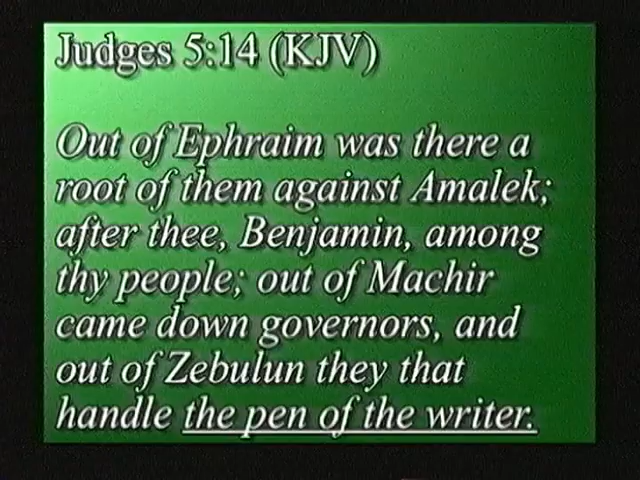 Judges 5:14 (KJV)
Out of Ephraim was there a
root of them against Amalek;
after thee, Benjamin, among
thy people; out of Machir
came down governors, and
out of Zebulun they that
handle the pen of the writer.